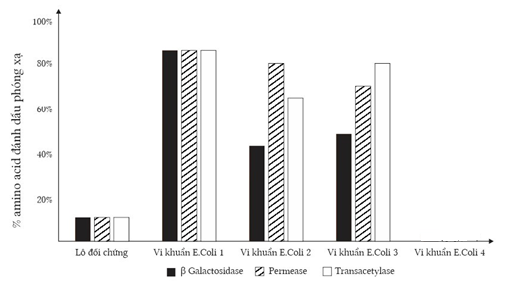 % amino acid đánh dấu phóng xạ
100%
80%
60%
40%
20%
Lô đối chứng Vi khuẩn E.Coli 1 Vi khuẩn E.Coli 2 Vi khuẩn E.Coli 3 Vi khuẩn E.Coli 4
β Galactosidase Permease Transacetylase